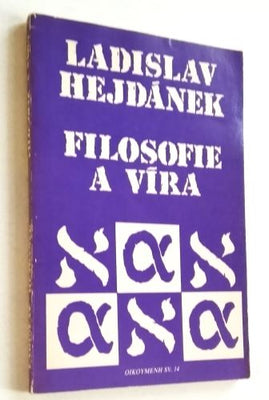 LADISLAV
HEJDÁNEK
FILOSOFIE
A VÍRA
א α א
α א α
OIKOYMENH SV. 14